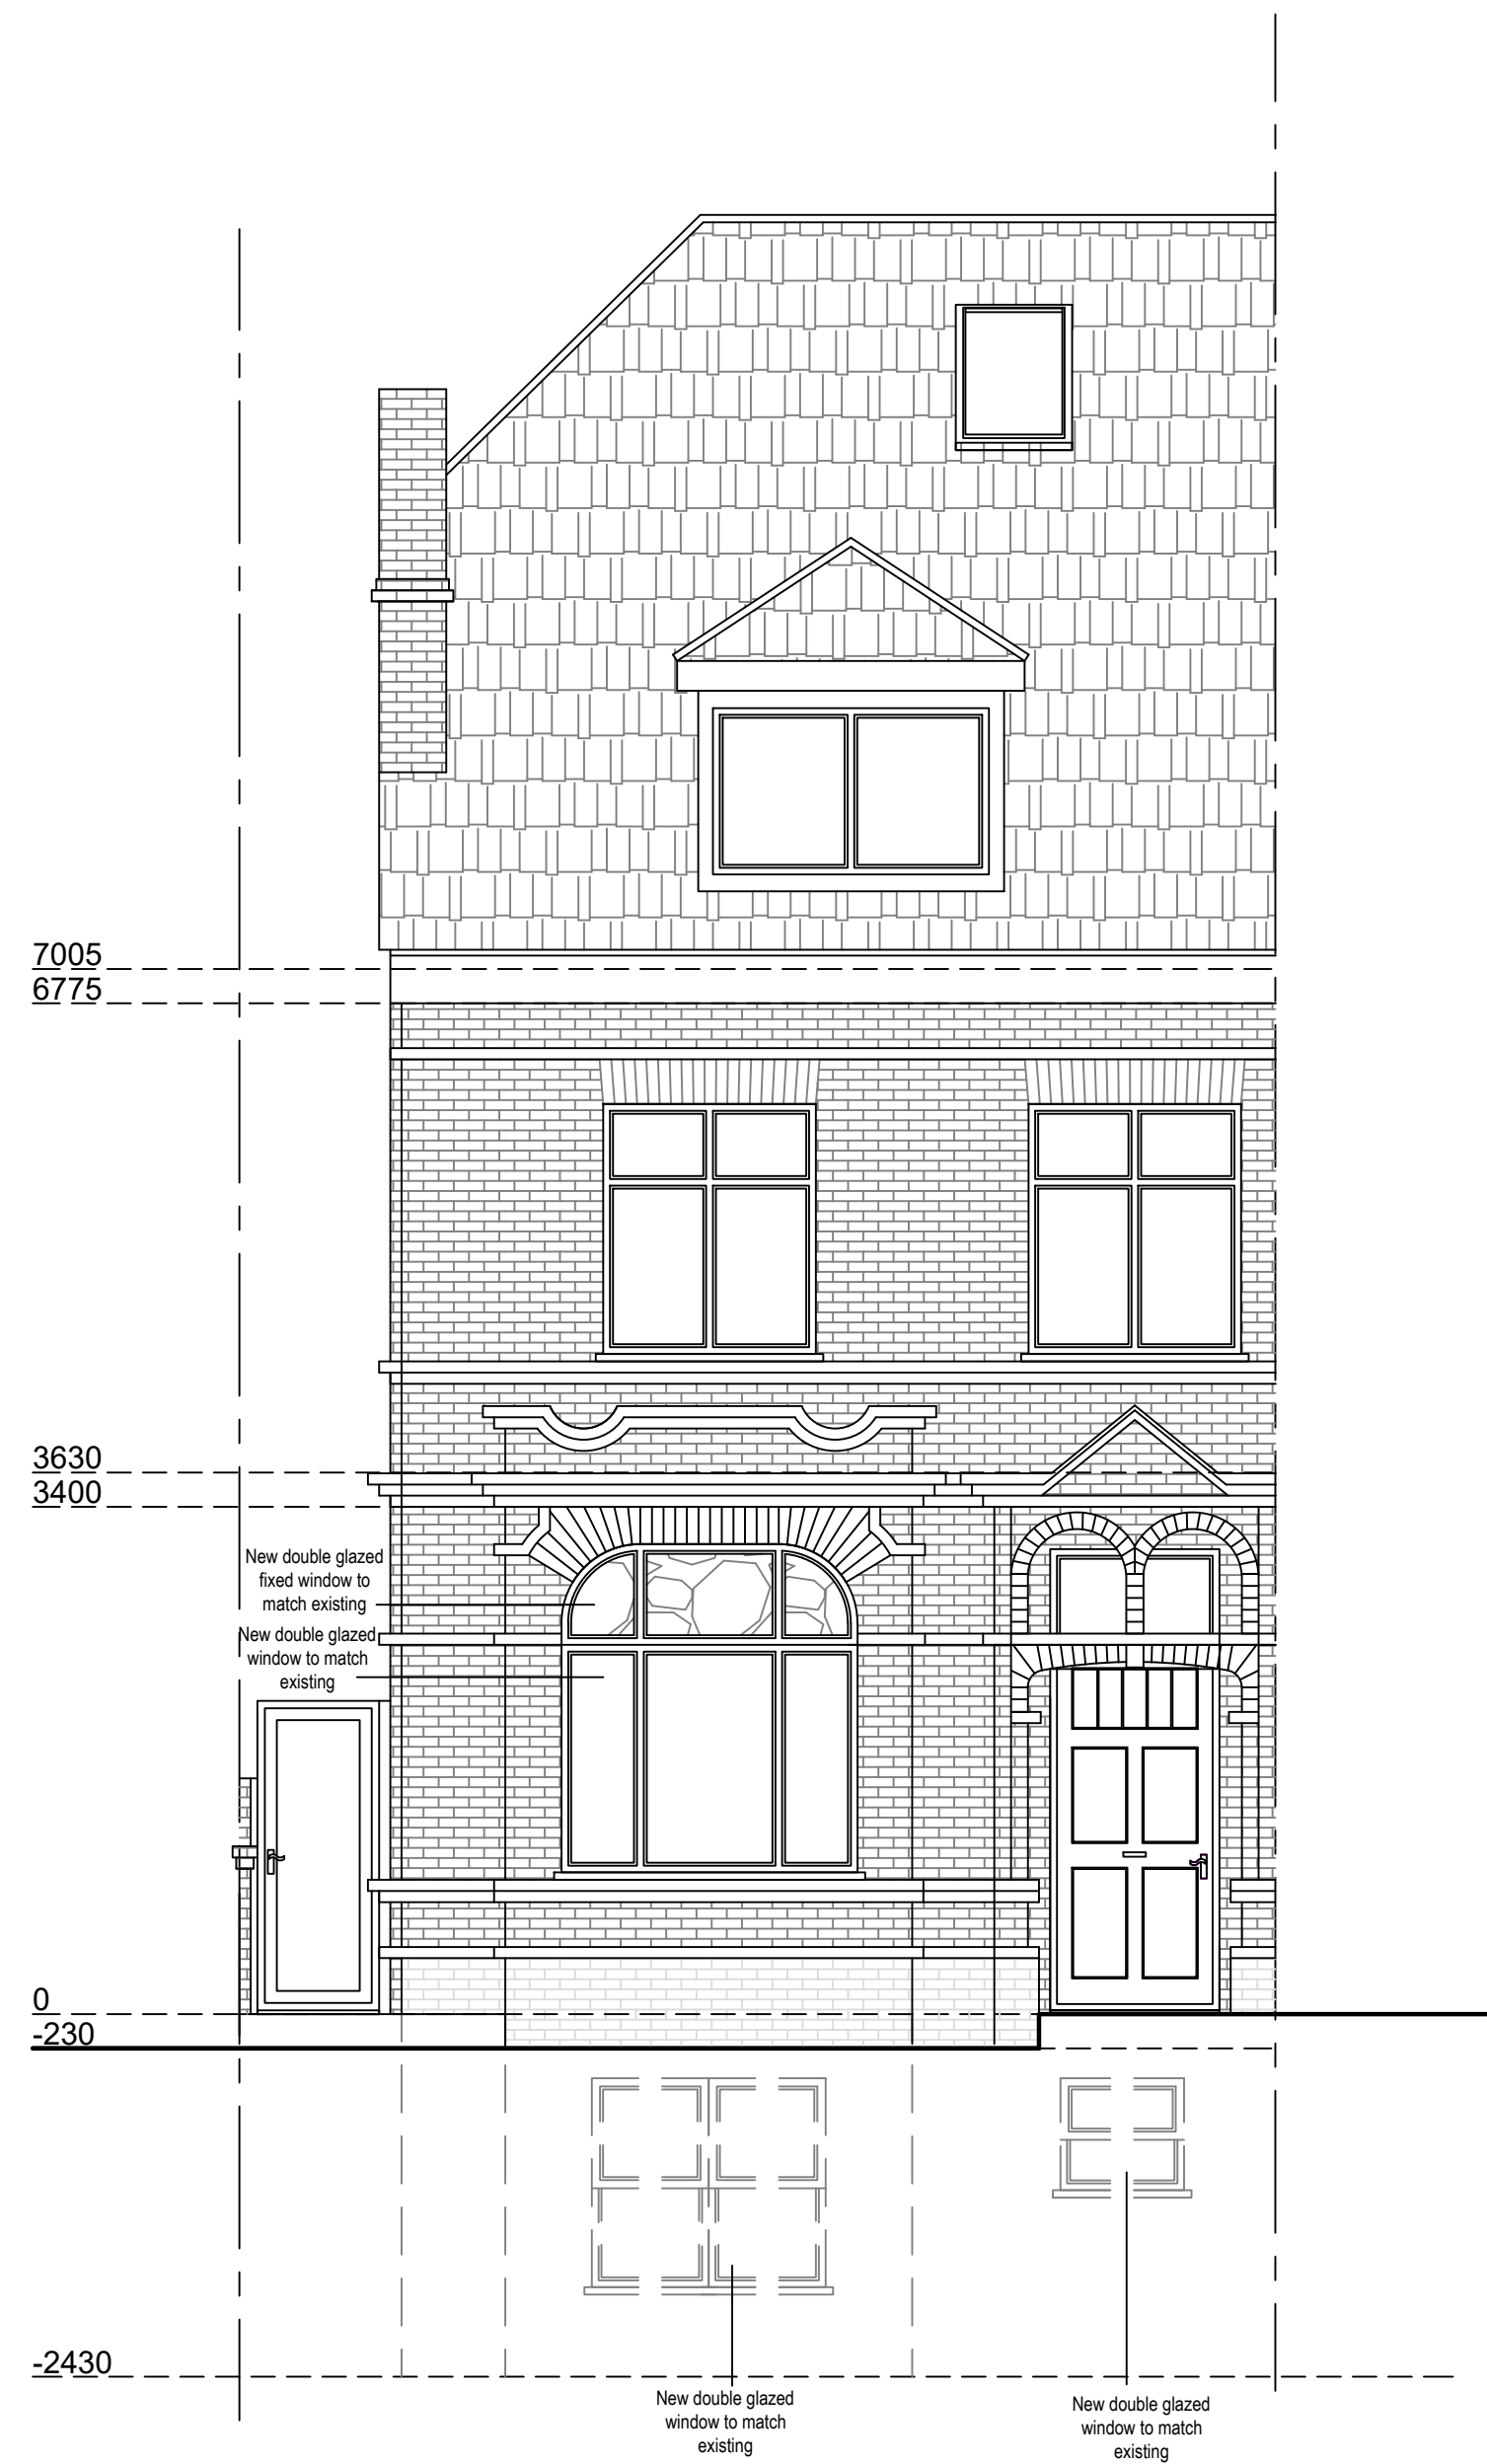 7005
6775
3630
3400
New double glazed
fixed window to
match existing
New double glazed
window to match
existing
0
-230
-2430
New double glazed
window to match
existing
New double glazed
window to match
existing